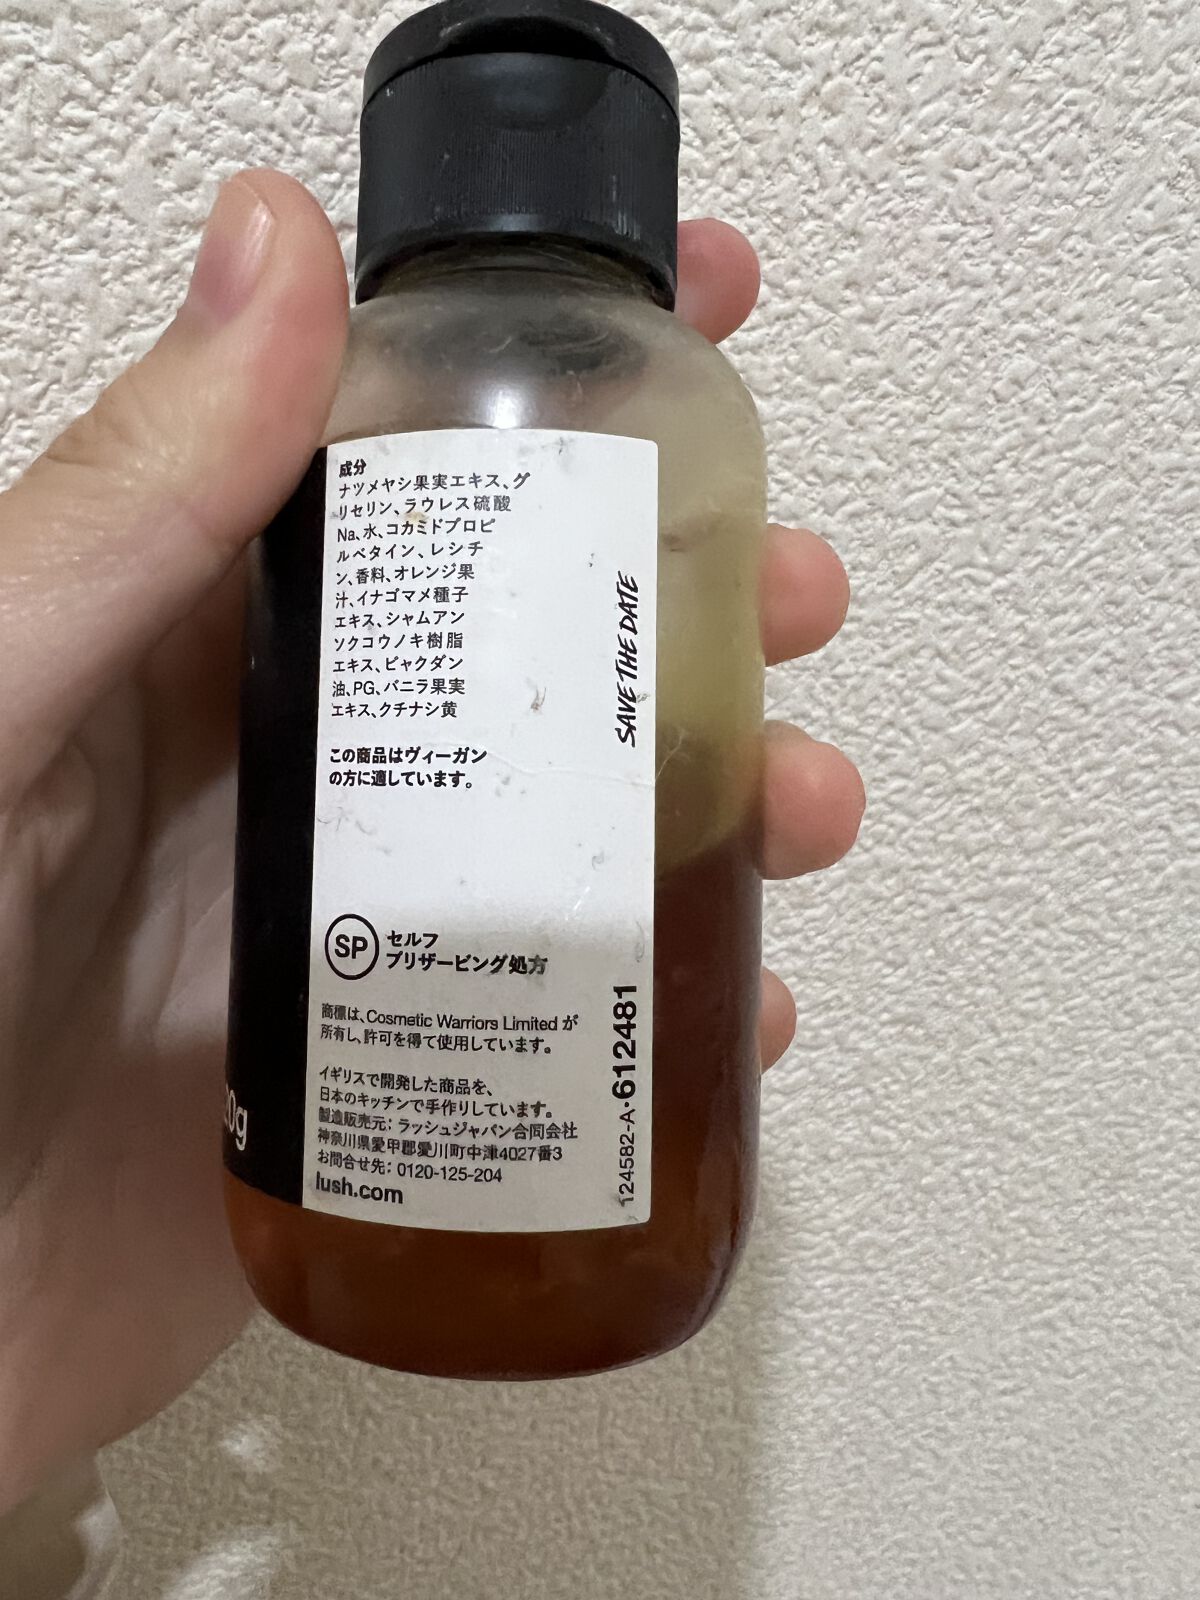 成分
ナツメヤシ果実エキス、グ
リセリン、ラウレス硫酸
Na、水、コカミドプロピ
ルベタイン、レシチ
ン、香料、オレンジ果
汁、イナゴマメ種子
エキス、シャムアン
ソクコウノキ樹脂
エキス、ビャクダン
油、PG、バニラ果実
エキス、クチナシ黄
この商品はヴィーガン
の方に適しています。
SAVE THE DATE
SP セルフ
プリザービング処方
商標は、Cosmetic Warriors Limited が
所有し、許可を得て使用しています。
イギリスで開発した商品を、
日本のキッチンで手作りしています。
製造販売元：ラッシュジャパン合同会社
神奈川県愛甲郡愛川町中津4027番3
お問合せ先：0120-125-204
lush.com
124582-A・612481
20g